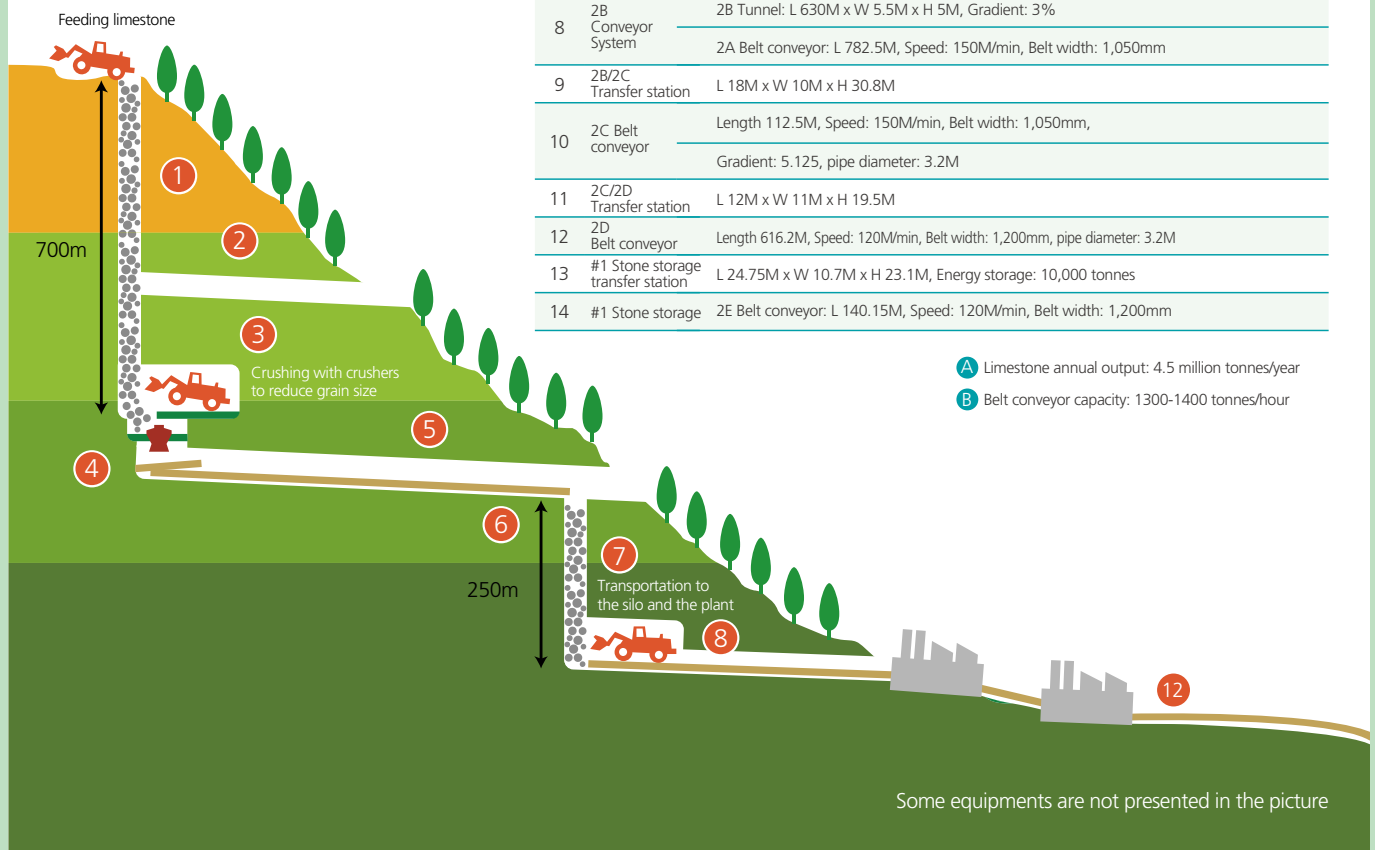 Feeding limestone
8
2B
Conveyor
System
2B Tunnel: L 630M x W 5.5M x H 5M, Gradient: 3%
2A Belt conveyor: L 782.5M, Speed: 150M/min, Belt width: 1,050mm
9
2B/2C
Transfer station
L 18M x W 10M x H 30.8M
10
2C Belt
conveyor
Length 112.5M, Speed: 150M/min, Belt width: 1,050mm,
Gradient: 5.125, pipe diameter: 3.2M
11
2C/2D
Transfer station
L 12M x W 11M x H 19.5M
12
2D
Belt conveyor
Length 616.2M, Speed: 120M/min, Belt width: 1,200mm, pipe diameter: 3.2M
13
#1 Stone storage
transfer station
L 24.75M x W 10.7M x H 23.1M, Energy storage: 10,000 tonnes
14
#1 Stone storage
2E Belt conveyor: L 140.15M, Speed: 120M/min, Belt width: 1,200mm
A Limestone annual output: 4.5 million tonnes/year
B Belt conveyor capacity: 1300-1400 tonnes/hour
1
2
700m
3
Crushing with crushers
to reduce grain size
5
4
6
7
250m
Transportation to
the silo and the plant
8
12
Some equipments are not presented in the picture